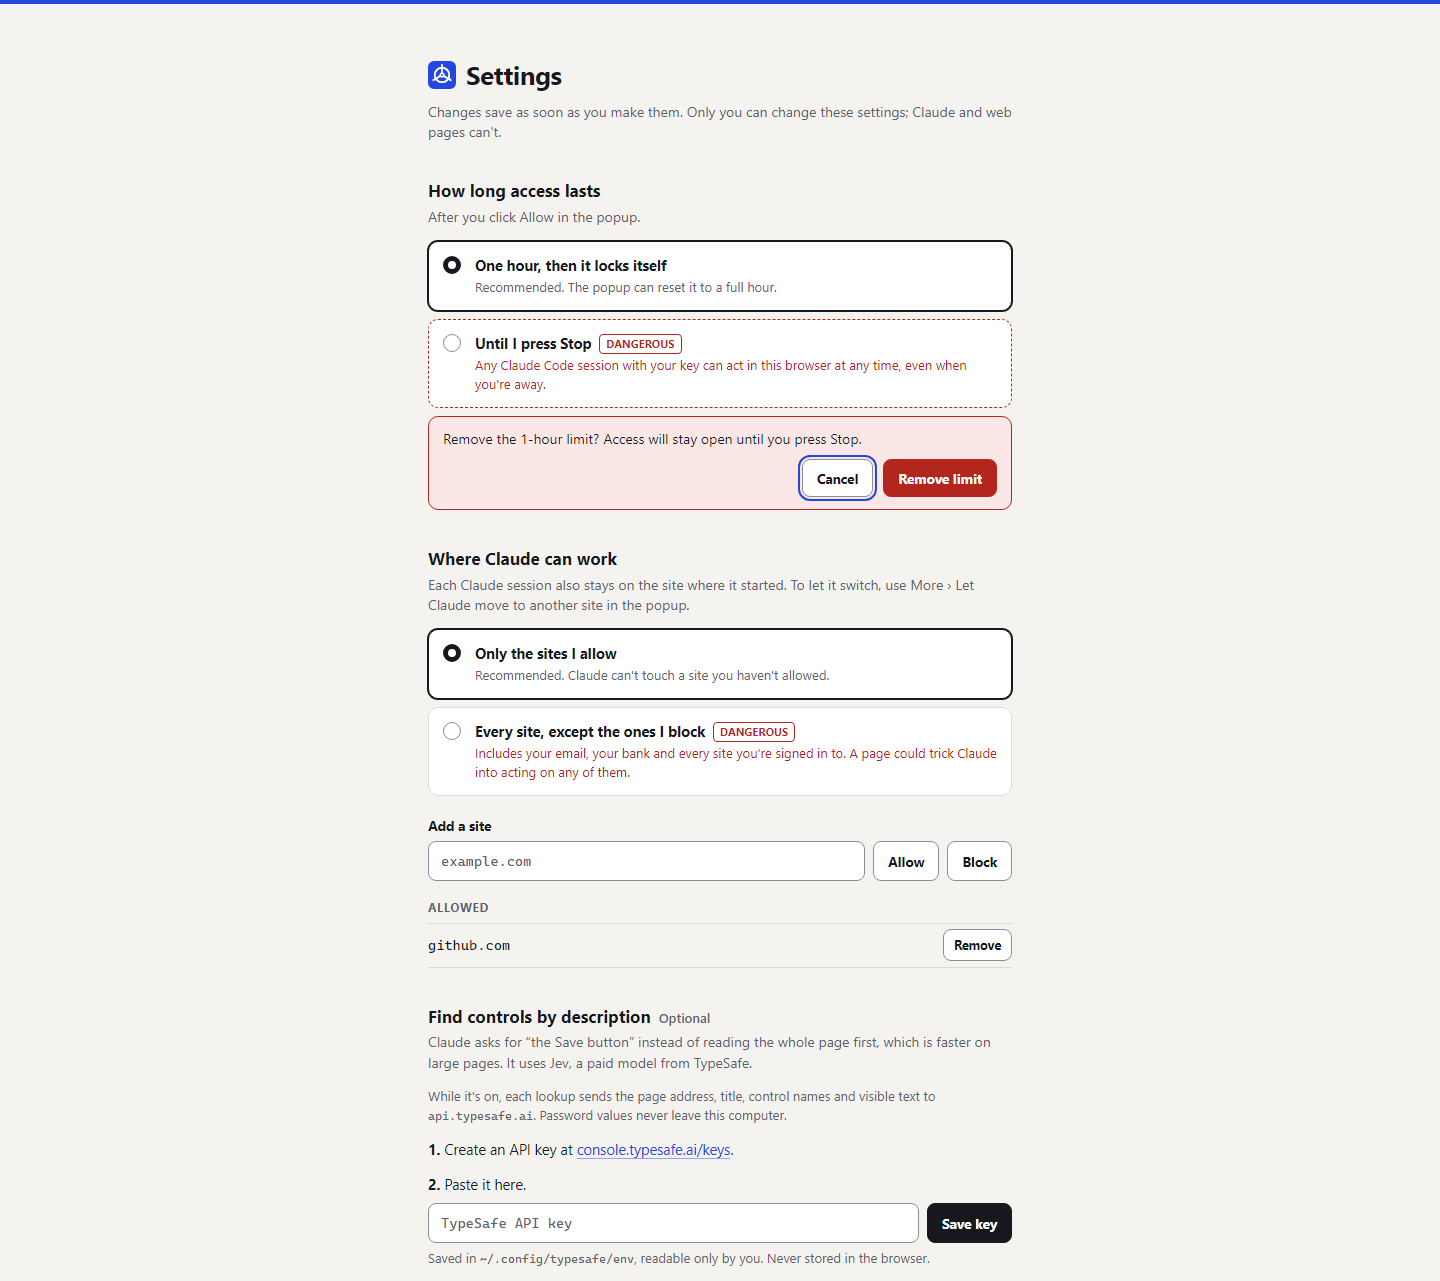 Settings
Changes save as soon as you make them. Only you can change these settings; Claude and web
pages can't.
How long access lasts
After you click Allow in the popup.
One hour, then it locks itself
Recommended. The popup can reset it to a full hour.
Until I press Stop DANGEROUS
Any Claude Code session with your key can act in this browser at any time, even when
you're away.
Remove the 1-hour limit? Access will stay open until you press Stop.
Cancel Remove limit
Where Claude can work
Each Claude session also stays on the site where it started. To let it switch, use More › Let
Claude move to another site in the popup.
Only the sites I allow
Recommended. Claude can't touch a site you haven't allowed.
Every site, except the ones I block DANGEROUS
Includes your email, your bank and every site you're signed in to. A page could trick Claude
into acting on any of them.
Add a site
example.com Allow Block
ALLOWED
github.com Remove
Find controls by description Optional
Claude asks for “the Save button” instead of reading the whole page first, which is faster on
large pages. It uses Jev, a paid model from TypeSafe.
While it's on, each lookup sends the page address, title, control names and visible text to
api.typesafe.ai. Password values never leave this computer.
1. Create an API key at console.typesafe.ai/keys.
2. Paste it here.
TypeSafe API key Save key
Saved in ~/.config/typesafe/env, readable only by you. Never stored in the browser.